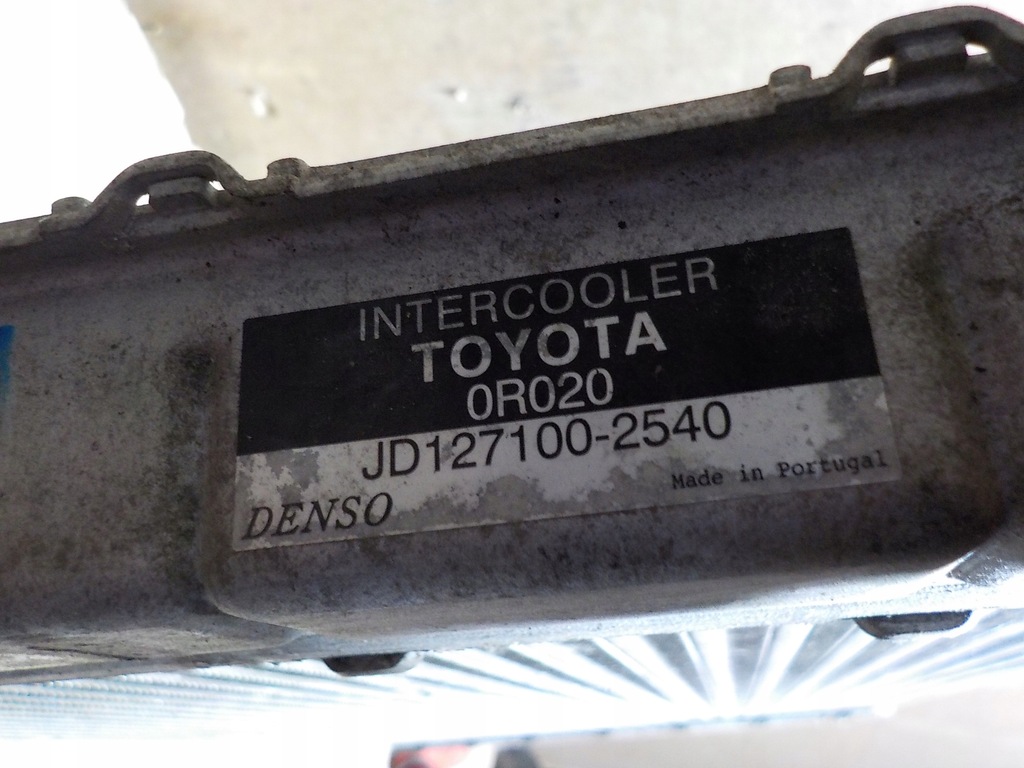 INTERCOOLER
TOYOTA
0R020
JD127100-2540
Made in Portugal
DENSO